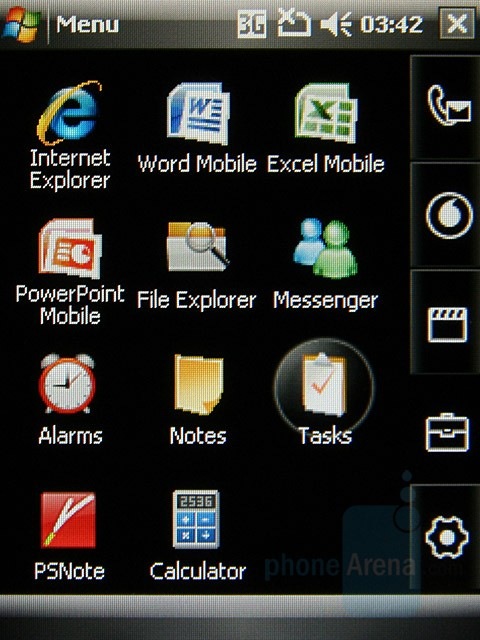 Menu 3G 03:42 X
Internet Explorer
Word Mobile
Excel Mobile
PowerPoint Mobile
File Explorer
Messenger
Alarms
Notes
Tasks
2536
PSNote
Calculator
phoneArena.com